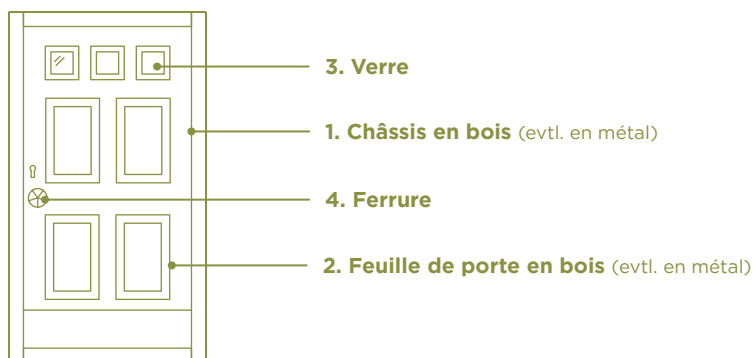 3. Verre
1. Châssis en bois (evtl. en métal)
4. Ferrure
2. Feuille de porte en bois (evtl. en métal)